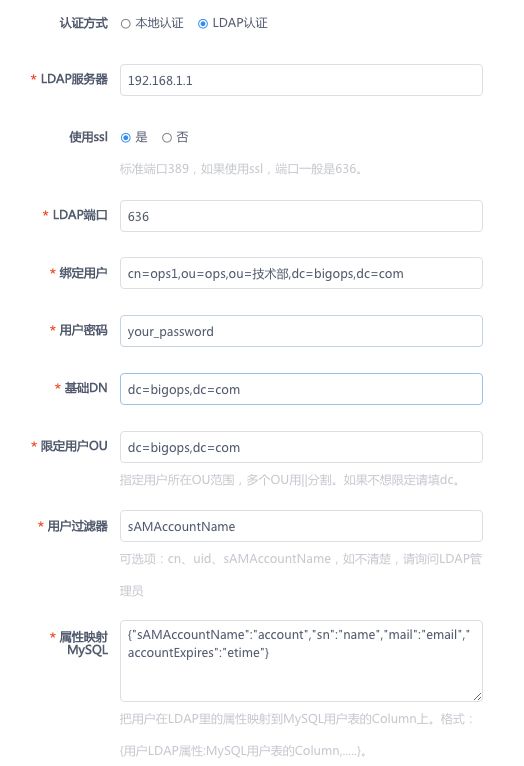 认证方式 本地认证 LDAP认证
* LDAP服务器 192.168.1.1
使用ssl 是 否
标准端口389，如果使用ssl，端口一般是636。
* LDAP端口 636
* 绑定用户 cn=ops1,ou=ops,ou=技术部,dc=bigops,dc=com
* 用户密码 your_password
* 基础DN dc=bigops,dc=com
* 限定用户OU dc=bigops,dc=com
指定用户所在OU范围，多个OU用||分割。如果不想限定请填dc。
* 用户过滤器 sAMAccountName
可选项：cn、uid、sAMAccountName，如不清楚，请询问LDAP管
理员
* 属性映射 {"sAMAccountName":"account","sn":"name","mail":"email","
MySQL accountExpires":"etime"}
把用户在LDAP里的属性映射到MySQL用户表的Column上。格式：
{用户LDAP属性:MySQL用户表的Column,.....}。